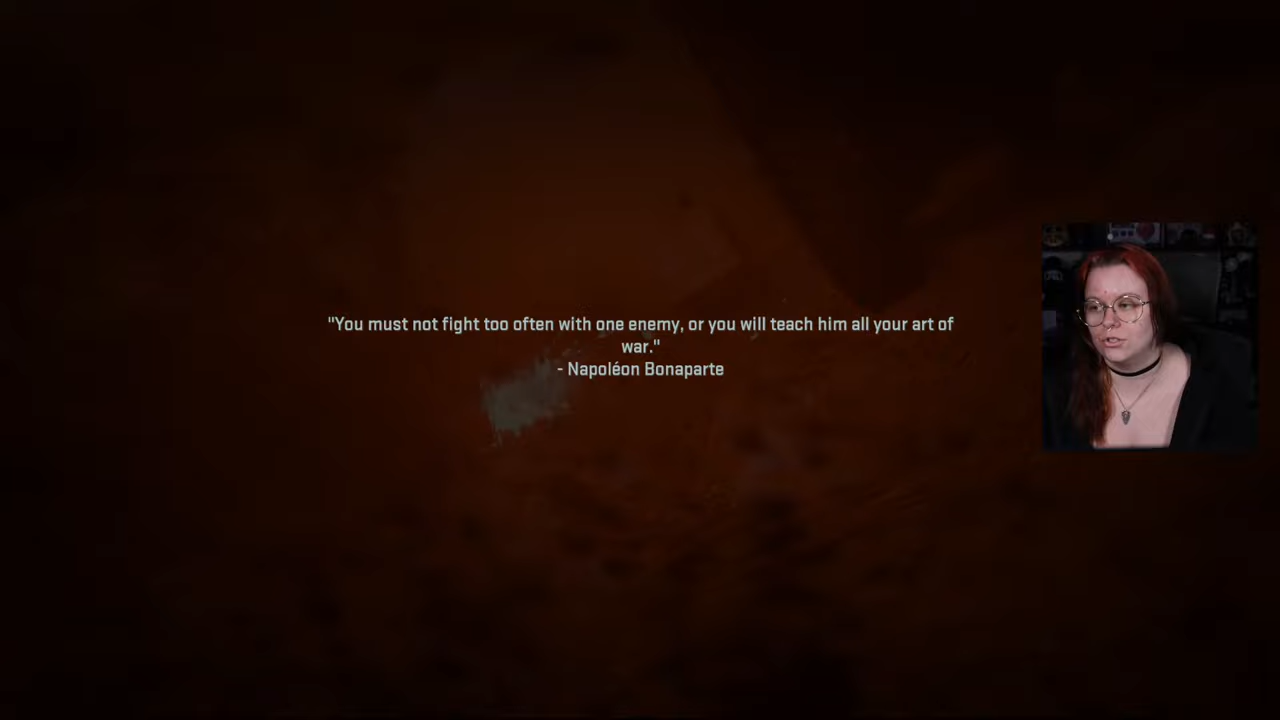 "You must not fight too often with one enemy, or you will teach him all your art of
war."
- Napoléon Bonaparte